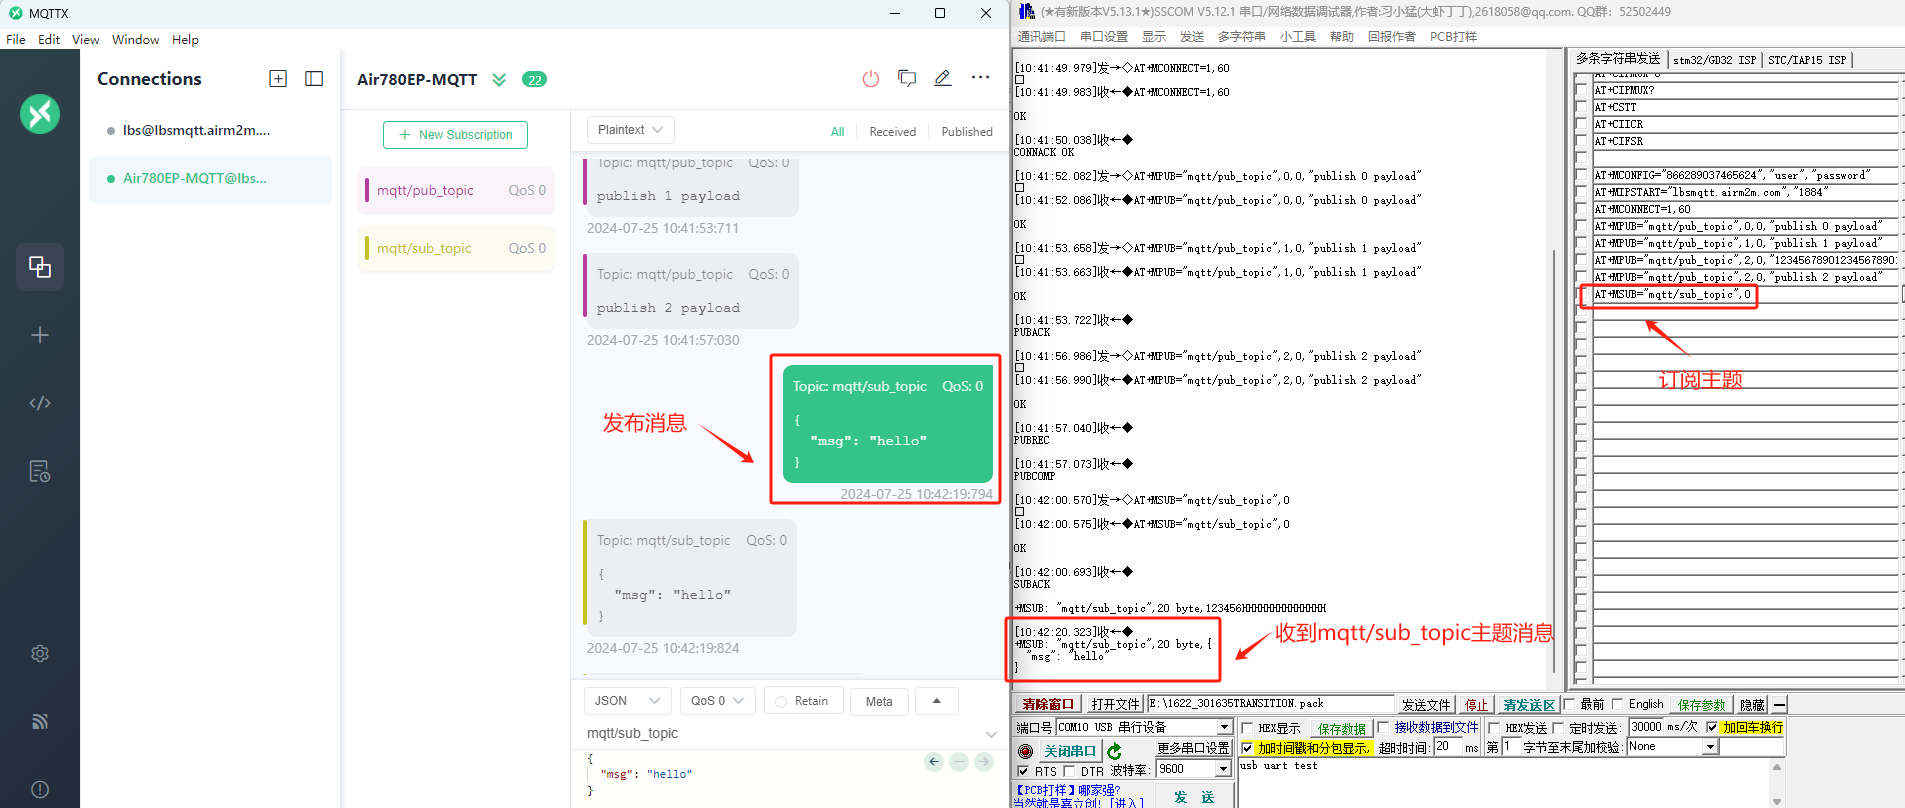 MQTTX
File Edit View Window Help
Connections
lbs@lbsmqtt.airm2m....
Air780EP-MQTT@lbs...
Air780EP-MQTT 22
New Subscription
mqtt/pub_topic QoS 0
mqtt/sub_topic QoS 0
Plaintext
All Received Published
Topic: mqtt/pub_topic QoS: 0
publish 1 payload
2024-07-25 10:41:53:711
Topic: mqtt/pub_topic QoS: 0
publish 2 payload
2024-07-25 10:41:57:030
Topic: mqtt/sub_topic QoS: 0
{
"msg": "hello"
}
2024-07-25 10:42:19:794
发布消息
Topic: mqtt/sub_topic QoS: 0
{
"msg": "hello"
}
2024-07-25 10:42:19:824
JSON QoS 0 Retain Meta
mqtt/sub_topic
{
"msg": "hello"
}
(★有新版本V5.13.1★)SSCOM V5.12.1 串口/网络数据调试器,作者:习小猛(大虾丁丁),2618058@qq.com. QQ群：52502449
通讯端口 串口设置 显示 发送 多字符串 小工具 帮助 回报作者 PCB打样
[10:41:49.979]发→◇AT+MCONNECT=1,60
□
[10:41:49.983]收←◆AT+MCONNECT=1,60
OK
[10:41:50.038]收←◆
CONNACK OK
[10:41:52.082]发→◇AT+MPUB="mqtt/pub_topic",0,0,"publish 0 payload"
□
[10:41:52.086]收←◆AT+MPUB="mqtt/pub_topic",0,0,"publish 0 payload"
OK
[10:41:53.658]发→◇AT+MPUB="mqtt/pub_topic",1,0,"publish 1 payload"
□
[10:41:53.663]收←◆AT+MPUB="mqtt/pub_topic",1,0,"publish 1 payload"
OK
[10:41:53.722]收←◆
PUBACK
[10:41:56.986]发→◇AT+MPUB="mqtt/pub_topic",2,0,"publish 2 payload"
□
[10:41:56.990]收←◆AT+MPUB="mqtt/pub_topic",2,0,"publish 2 payload"
OK
[10:41:57.040]收←◆
PUBREC
[10:41:57.073]收←◆
PUBCOMP
[10:42:00.570]发→◇AT+MSUB="mqtt/sub_topic",0
□
[10:42:00.575]收←◆AT+MSUB="mqtt/sub_topic",0
OK
[10:42:00.693]收←◆
SUBACK
+MSUB: "mqtt/sub_topic",20 byte,123456HHHHHHHHHHHHHH
[10:42:20.323]收←◆
+MSUB: "mqtt/sub_topic",20 byte,{
"msg": "hello"
}
收到mqtt/sub_topic主题消息
多条字符串发送 stm32/GD32 ISP STC/IAP15 ISP
AT+CIPMUX?
AT+CSTT
AT+CIICR
AT+CIFSR
AT+MCONFIG="866289037465624","user","password"
AT+MIPSTART="lbsmqtt.airm2m.com","1884"
AT+MCONNECT=1,60
AT+MPUB="mqtt/pub_topic",0,0,"publish 0 payload"
AT+MPUB="mqtt/pub_topic",1,0,"publish 1 payload"
AT+MPUB="mqtt/pub_topic",2,0,"12345678901234567890
AT+MPUB="mqtt/pub_topic",2,0,"publish 2 payload"
AT+MSUB="mqtt/sub_topic",0
订阅主题
清除窗口 打开文件 E:\1622_301635TRANSITION.pack 发送文件 停止 清发送区 最前 English 保存参数 隐藏
端口号 COM10 USB 串行设备 HEX显示 保存数据 接收数据到文件 HEX发送 定时发送: 30000 ms/次 加回车换行
关闭串口 更多串口设置 加时间戳和分包显示, 超时时间: 20 ms 第 1 字节至末尾加校验: None
RTS DTR 波特率: 9600 usb uart test
【PCB打样】哪家强?
当然就是嘉立创! [进入]
发 送